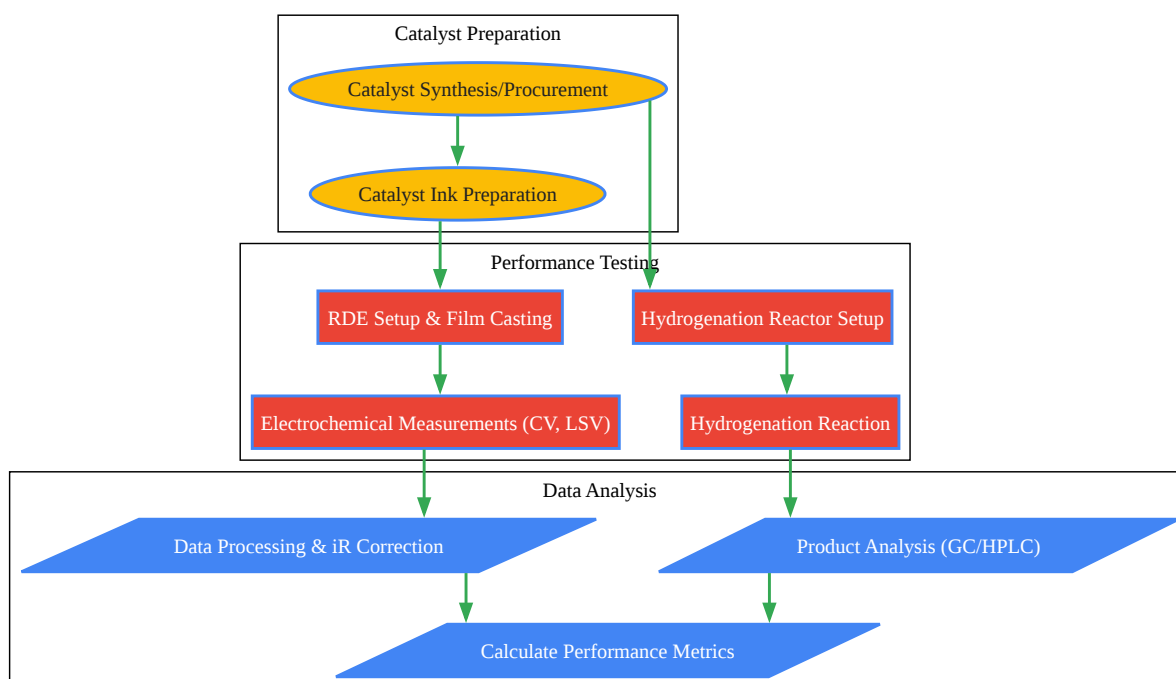 Catalyst Preparation
Catalyst Synthesis/Procurement
Catalyst Ink Preparation
Performance Testing
RDE Setup & Film Casting
Hydrogenation Reactor Setup
Electrochemical Measurements (CV, LSV)
Hydrogenation Reaction
Data Analysis
Data Processing & iR Correction
Product Analysis (GC/HPLC)
Calculate Performance Metrics